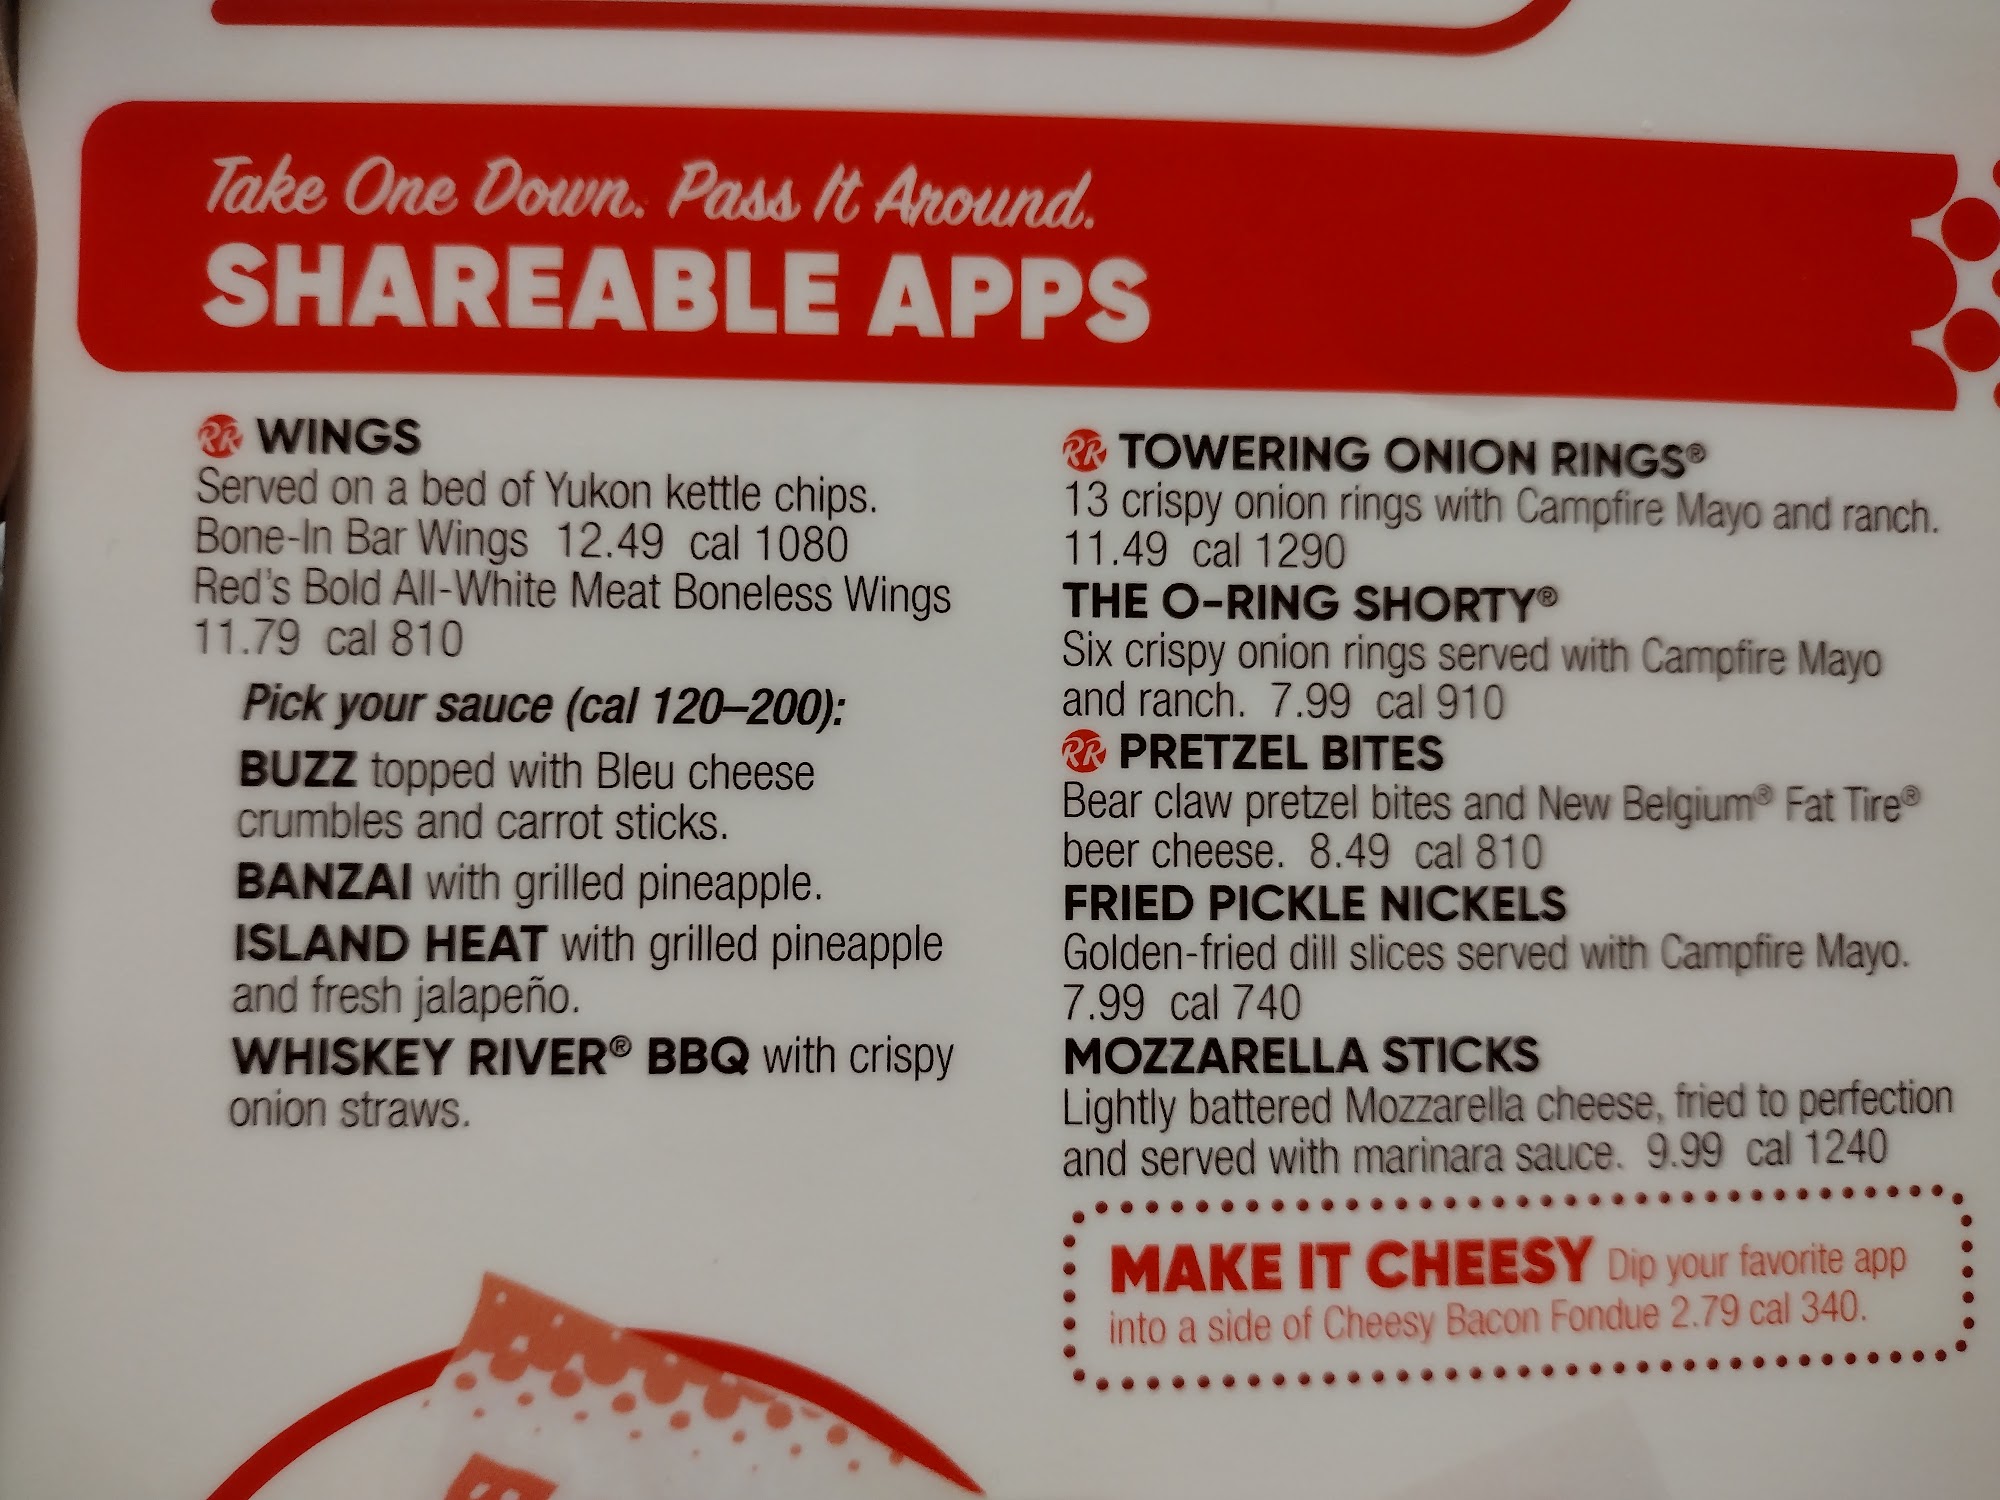 Take One Down. Pass It Around.
SHAREABLE APPS
RR WINGS
Served on a bed of Yukon kettle chips.
Bone-In Bar Wings 12.49 cal 1080
Red's Bold All-White Meat Boneless Wings
11.79 cal 810
Pick your sauce (cal 120–200):
BUZZ topped with Bleu cheese
crumbles and carrot sticks.
BANZAI with grilled pineapple.
ISLAND HEAT with grilled pineapple
and fresh jalapeño.
WHISKEY RIVER® BBQ with crispy
onion straws.
RR TOWERING ONION RINGS®
13 crispy onion rings with Campfire Mayo and ranch.
11.49 cal 1290
THE O-RING SHORTY®
Six crispy onion rings served with Campfire Mayo
and ranch. 7.99 cal 910
RR PRETZEL BITES
Bear claw pretzel bites and New Belgium® Fat Tire®
beer cheese. 8.49 cal 810
FRIED PICKLE NICKELS
Golden-fried dill slices served with Campfire Mayo.
7.99 cal 740
MOZZARELLA STICKS
Lightly battered Mozzarella cheese, fried to perfection
and served with marinara sauce. 9.99 cal 1240
MAKE IT CHEESY Dip your favorite app
into a side of Cheesy Bacon Fondue 2.79 cal 340.